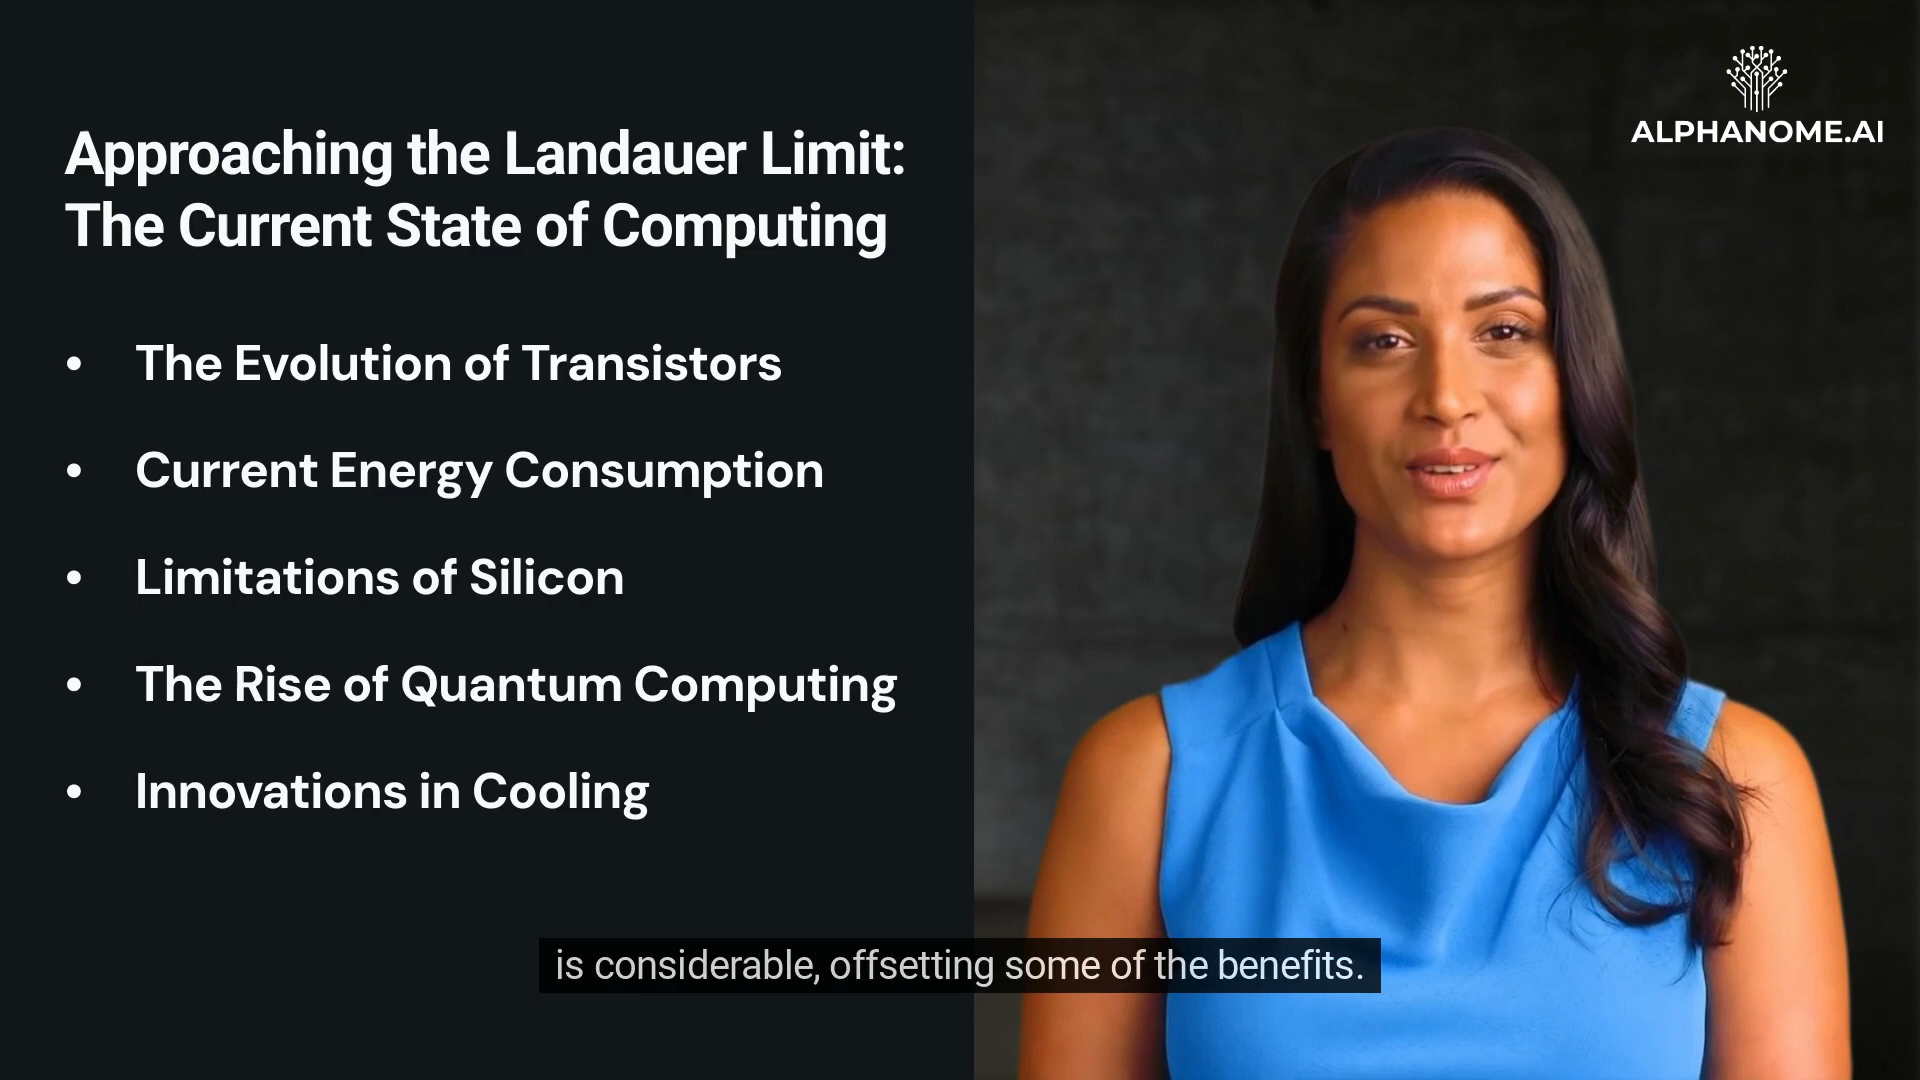 ALPHANOME.AI
Approaching the Landauer Limit:
The Current State of Computing
• The Evolution of Transistors
• Current Energy Consumption
• Limitations of Silicon
• The Rise of Quantum Computing
• Innovations in Cooling
is considerable, offsetting some of the benefits.